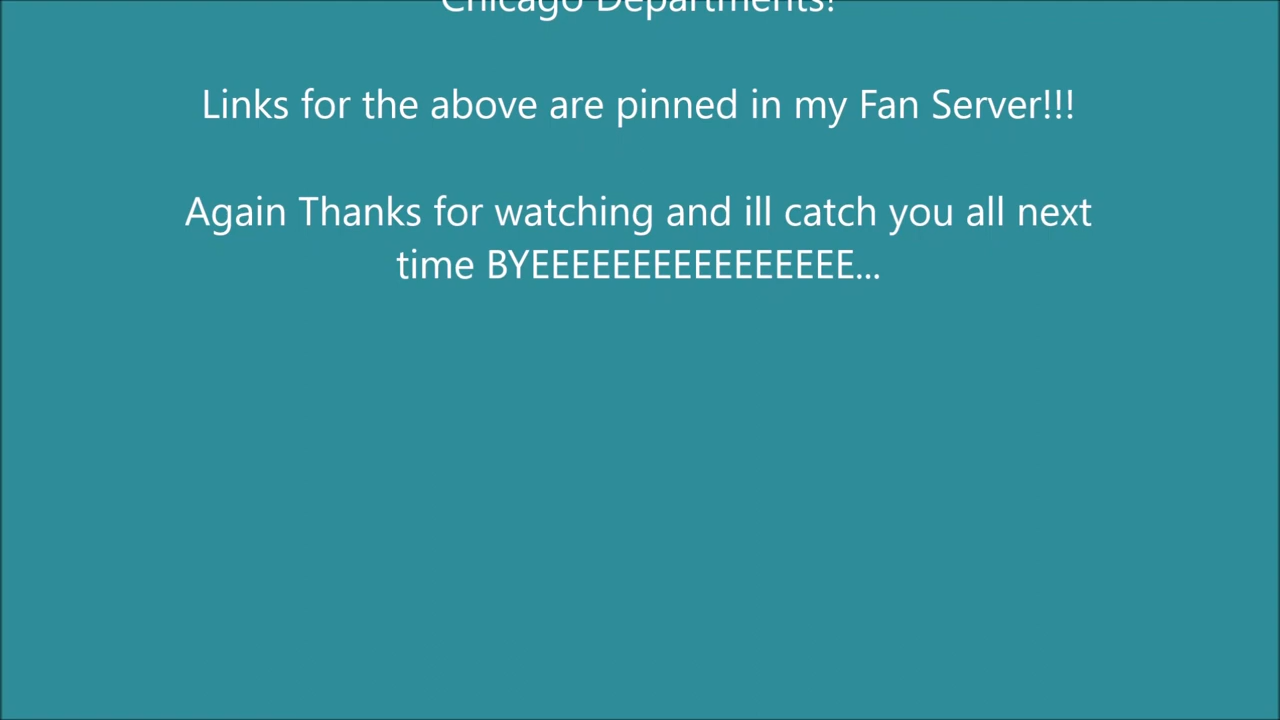 Chicago Departments!
Links for the above are pinned in my Fan Server!!!
Again Thanks for watching and ill catch you all next
time BYEEEEEEEEEEEEEEEE...